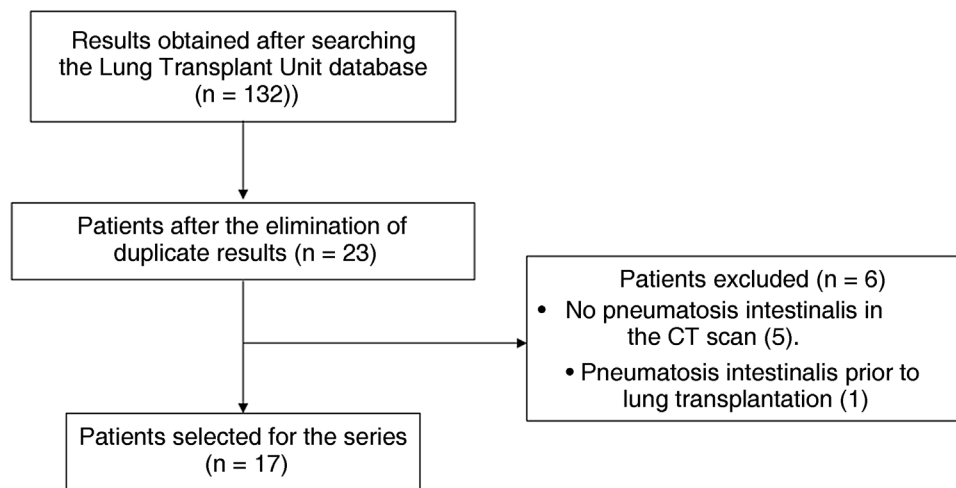 Results obtained after searching
the Lung Transplant Unit database
(n = 132))
Patients after the elimination of
duplicate results (n = 23)
Patients excluded (n = 6)
• No pneumatosis intestinalis in
the CT scan (5).
• Pneumatosis intestinalis prior to
lung transplantation (1)
Patients selected for the series
(n = 17)